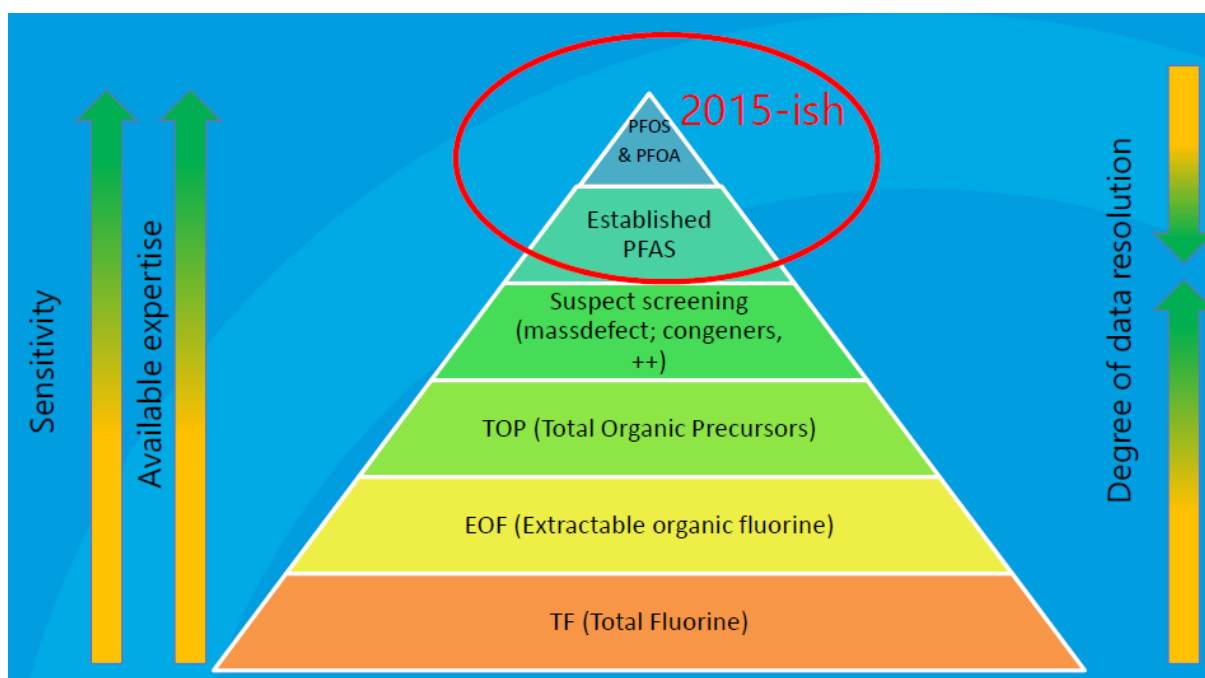 2015-ish
PFOS
& PFOA
Established
PFAS
Suspect screening
(massdefect; congeners,
++)
TOP (Total Organic Precursors)
EOF (Extractable organic fluorine)
TF (Total Fluorine)
Sensitivity
Available expertise
Degree of data resolution